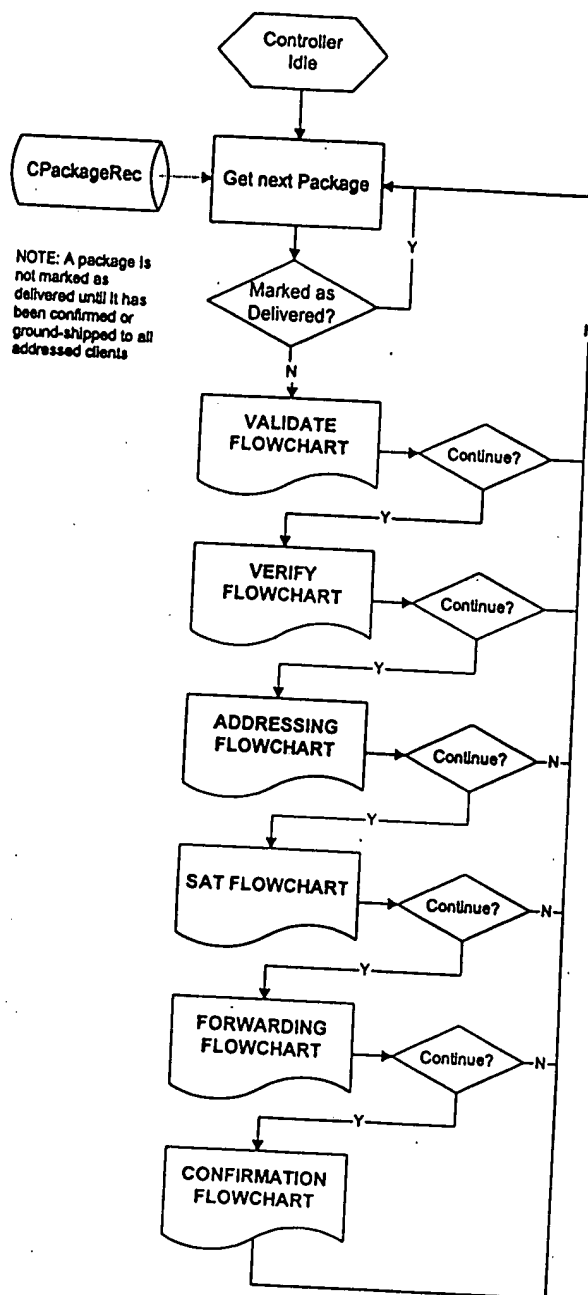 Controller
Idle
CPackageRec
Get next Package
Y
NOTE: A package is
not marked as
delivered until it has
been confirmed or
ground-shipped to all
addressed clients
Marked as
Delivered?
N
VALIDATE
FLOWCHART
Continue?
Y
VERIFY
FLOWCHART
Continue?
Y
ADDRESSING
FLOWCHART
Continue?
N
Y
SAT FLOWCHART
Continue?
N
Y
FORWARDING
FLOWCHART
Continue?
N
Y
CONFIRMATION
FLOWCHART